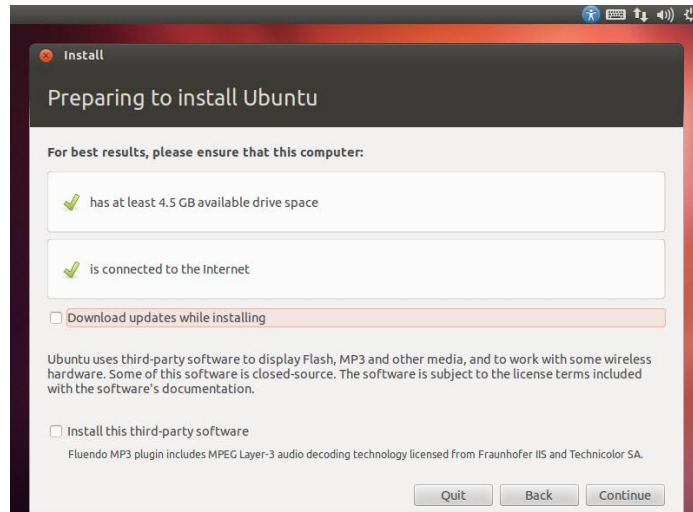 Install
Preparing to install Ubuntu
For best results, please ensure that this computer:
has at least 4.5 GB available drive space
is connected to the Internet
Download updates while installing
Ubuntu uses third-party software to display Flash, MP3 and other media, and to work with some wireless
hardware. Some of this software is closed-source. The software is subject to the license terms included
with the software's documentation.
Install this third-party software
Fluendo MP3 plugin includes MPEG Layer-3 audio decoding technology licensed from Fraunhofer IIS and Technicolor SA.
Quit Back Continue